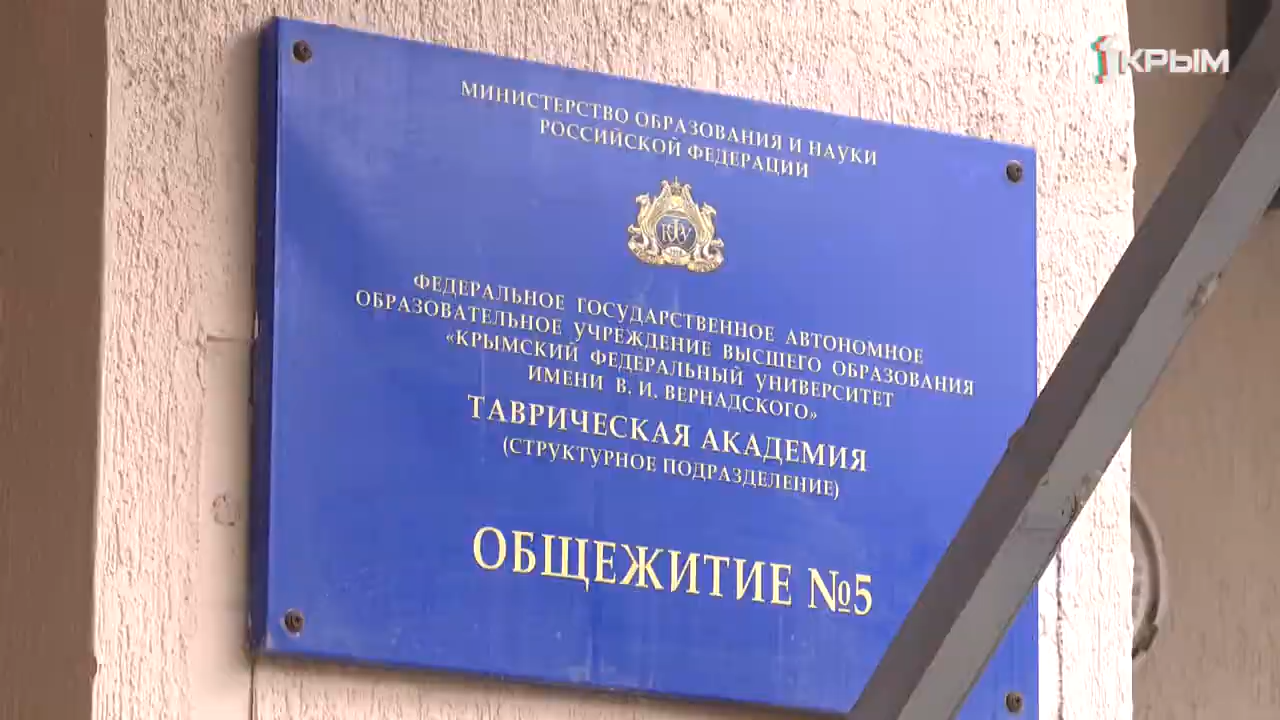 1КРЫМ
МИНИСТЕРСТВО ОБРАЗОВАНИЯ И НАУКИ
РОССИЙСКОЙ ФЕДЕРАЦИИ
КФУ
ФЕДЕРАЛЬНОЕ ГОСУДАРСТВЕННОЕ АВТОНОМНОЕ
ОБРАЗОВАТЕЛЬНОЕ УЧРЕЖДЕНИЕ ВЫСШЕГО ОБРАЗОВАНИЯ
«КРЫМСКИЙ ФЕДЕРАЛЬНЫЙ УНИВЕРСИТЕТ
ИМЕНИ В. И. ВЕРНАДСКОГО»
ТАВРИЧЕСКАЯ АКАДЕМИЯ
(СТРУКТУРНОЕ ПОДРАЗДЕЛЕНИЕ)
ОБЩЕЖИТИЕ №5